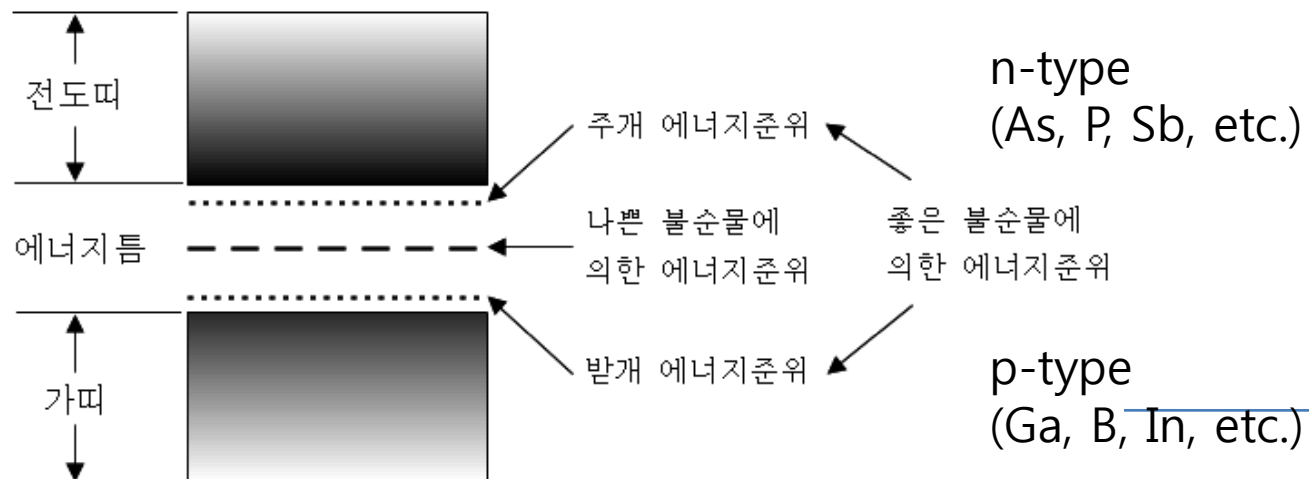 전도띠
에너지틈
가띠
주개 에너지준위
나쁜 불순물에
의한 에너지준위
받개 에너지준위
좋은 불순물에
의한 에너지준위
n-type
(As, P, Sb, etc.)
p-type
(Ga, B, In, etc.)